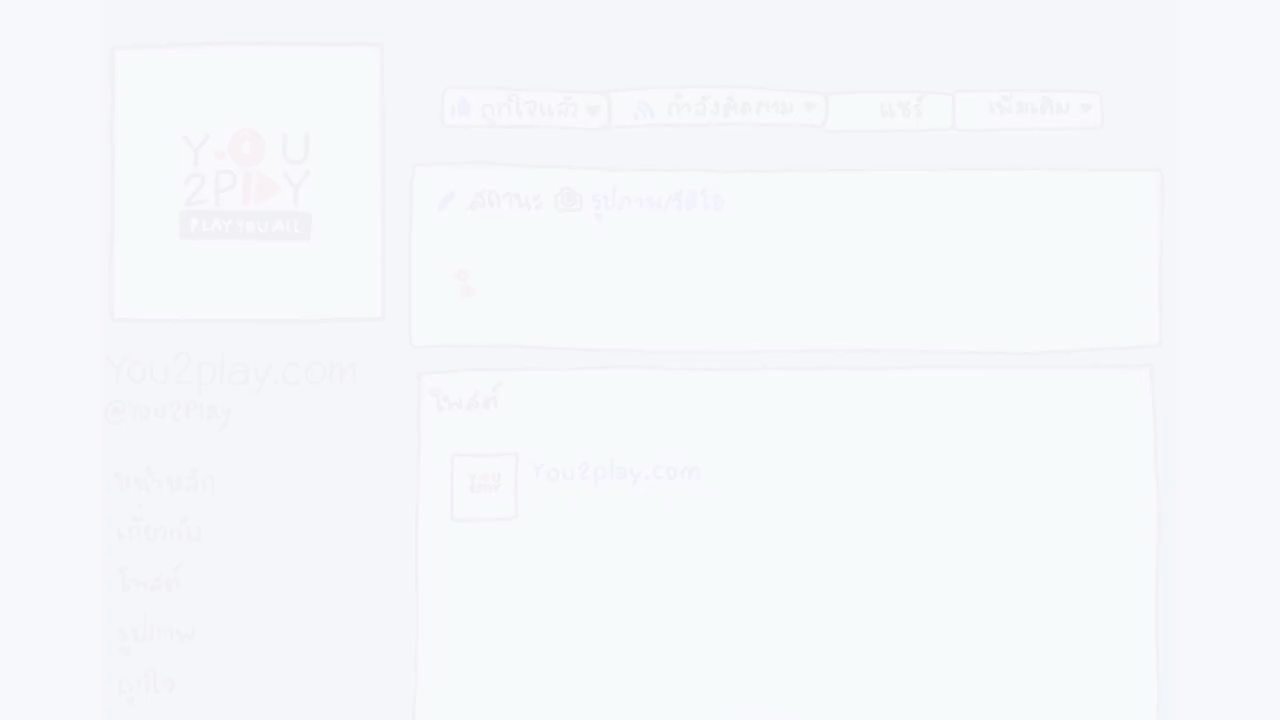 YOU
2PLAY
PLAY YOU ALL
You2play.com
@You2Play
หน้าหลัก
เกี่ยวกับ
โพสต์
รูปภาพ
ถูกใจ
ถูกใจแล้ว กำลังติดตาม แชร์ เพิ่มเติม
สถานะ รูปภาพ/วีดีโอ
โพสต์
You2play.com